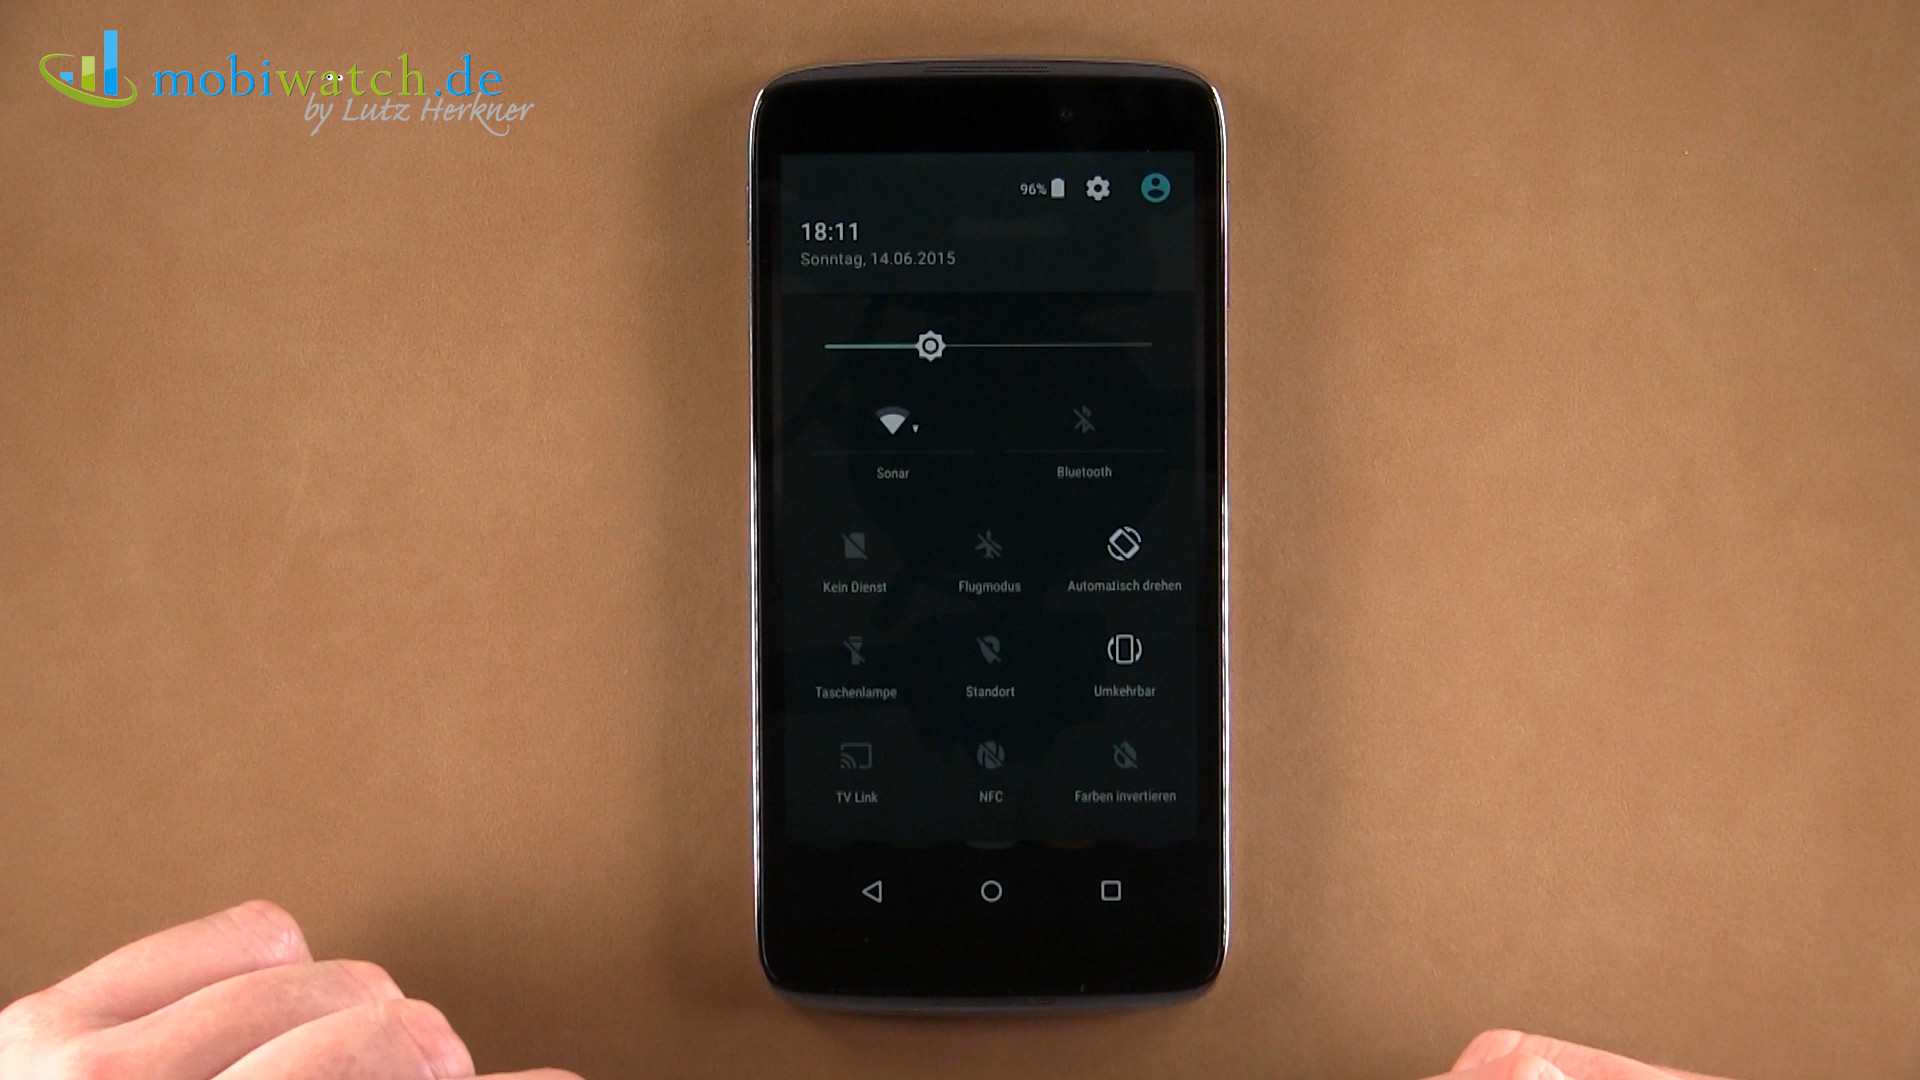 mobiwatch.de
by Lutz Herkner
96%
18:11
Sonntag, 14.06.2015
Sonar
Bluetooth
Kein Dienst
Flugmodus
Automatisch drehen
Taschenlampe
Standort
Umkehrbar
TV Link
NFC
Farben invertieren